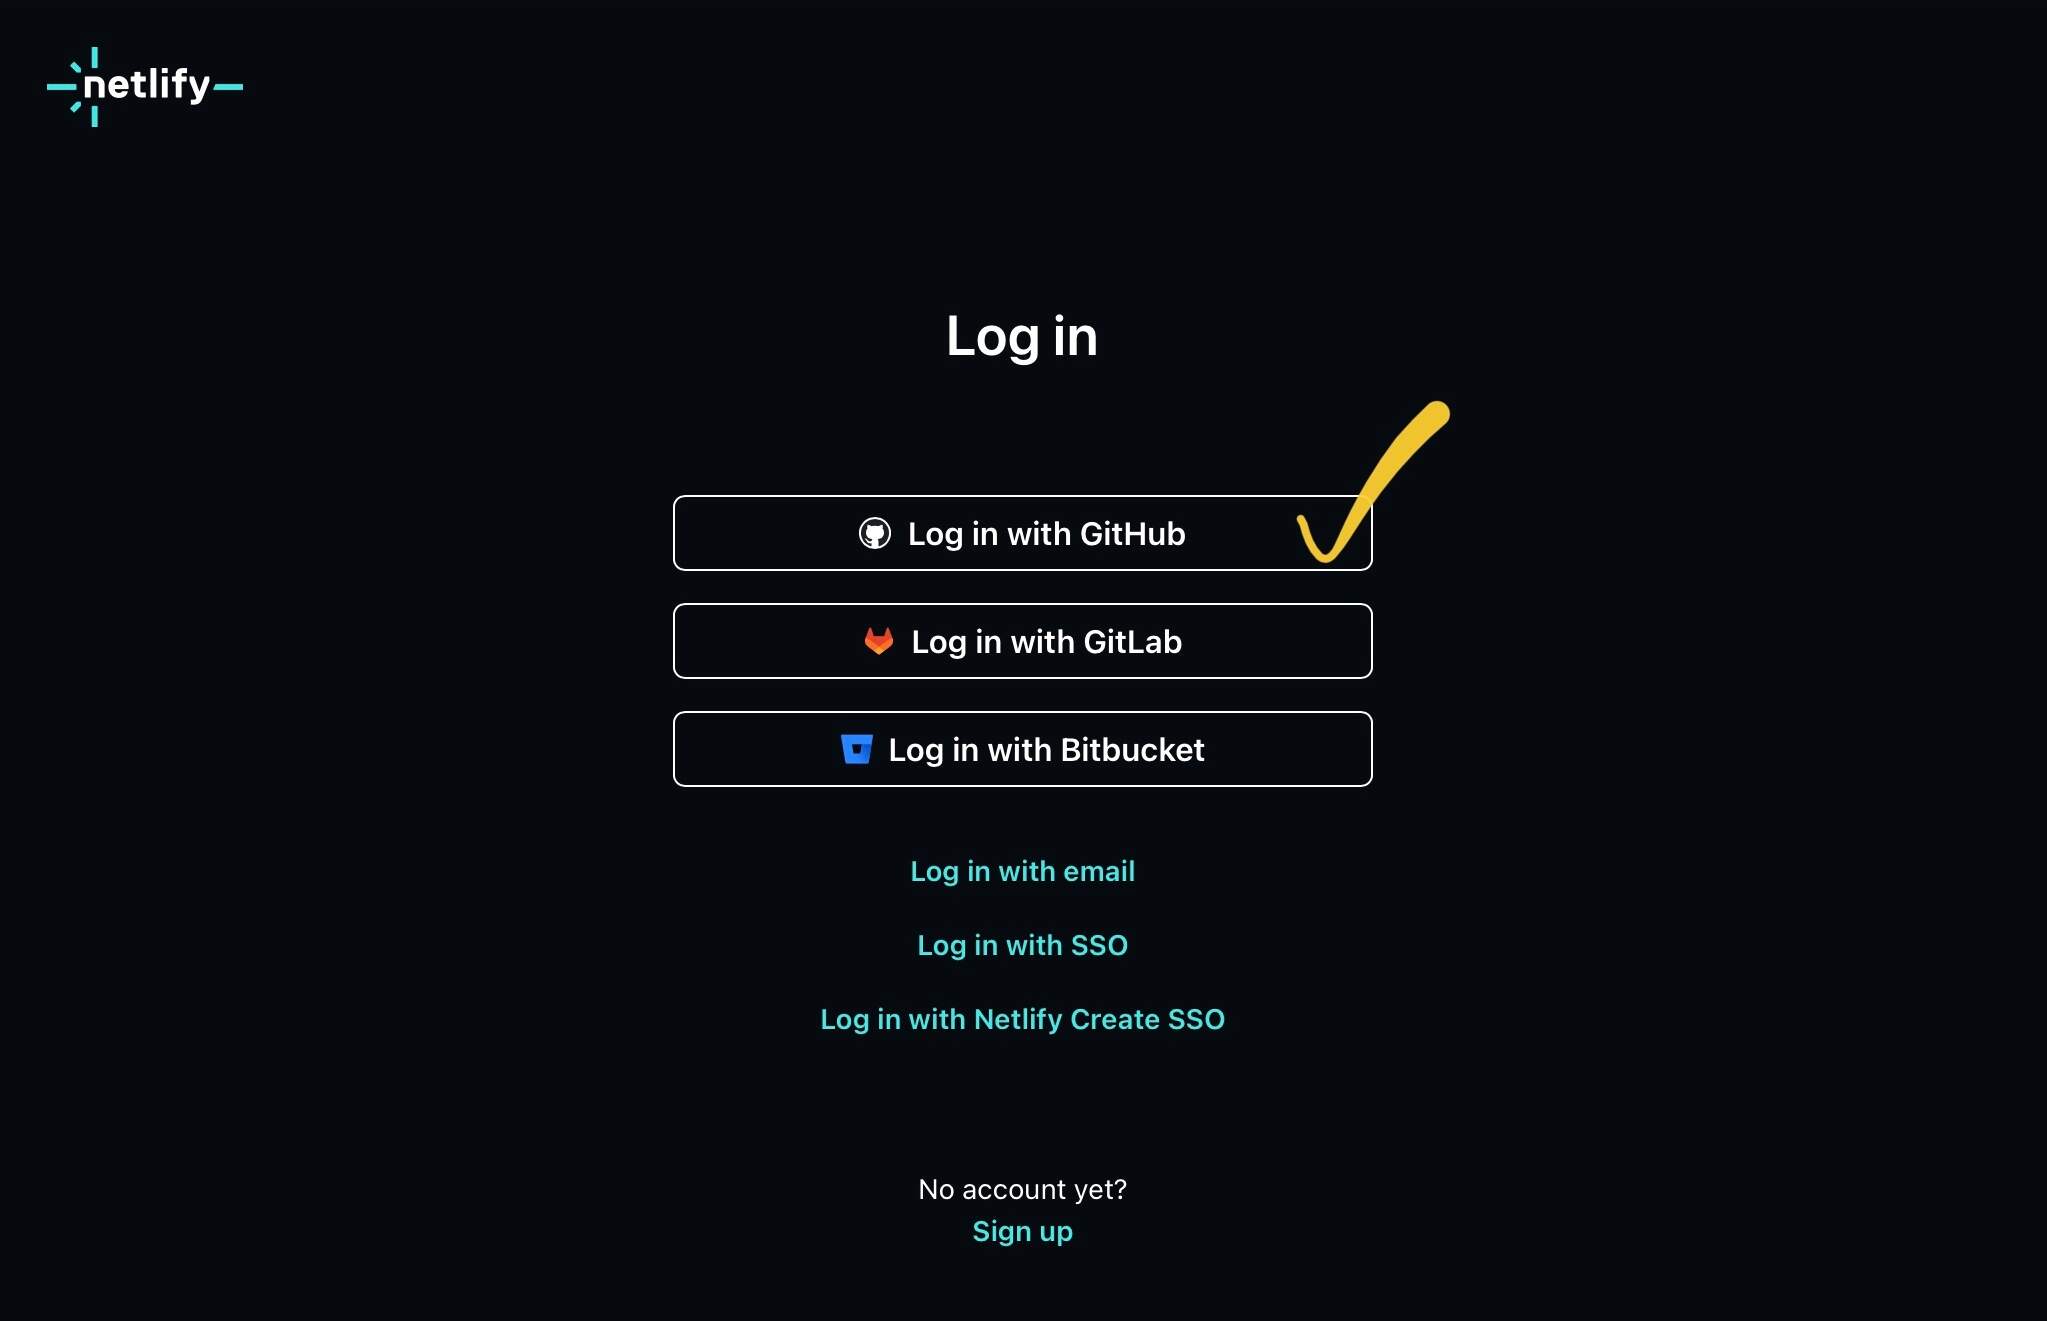 netlify
Log in
Log in with GitHub
Log in with GitLab
Log in with Bitbucket
Log in with email
Log in with SSO
Log in with Netlify Create SSO
No account yet?
Sign up